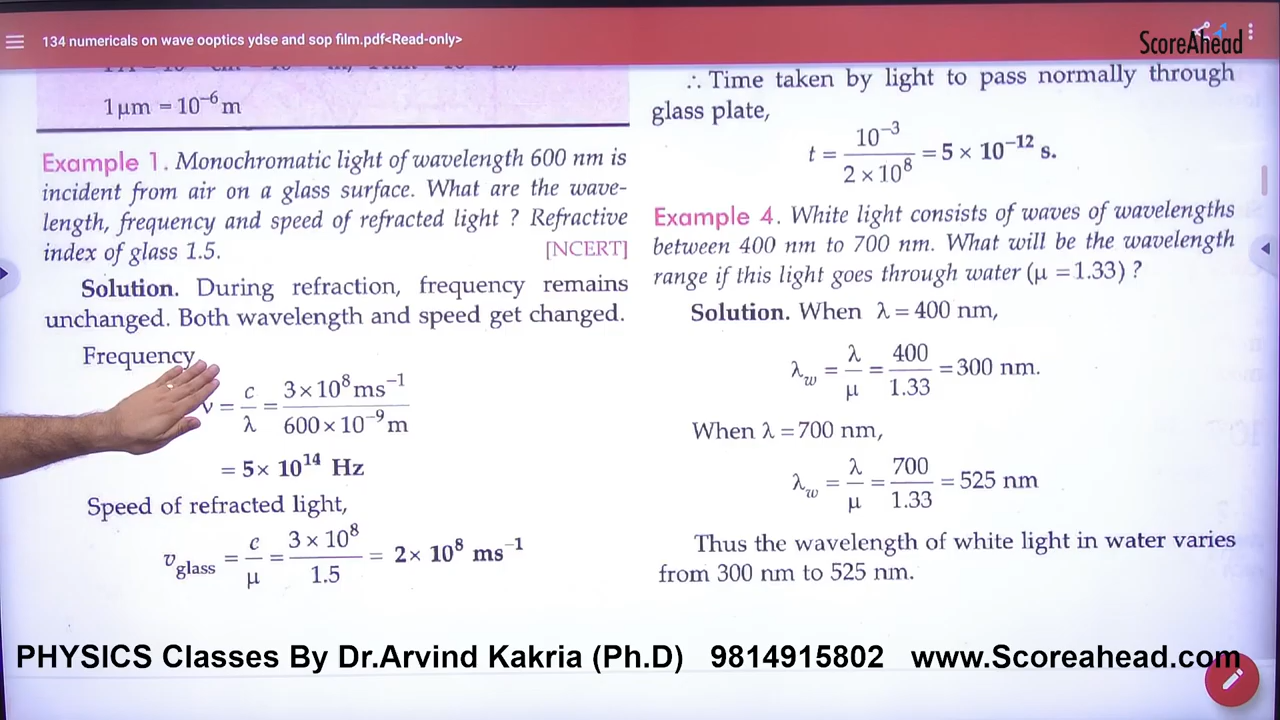 134 numericals on wave ooptics ydse and sop film.pdf<Read-only>
ScoreAhead
1 μm = 10⁻⁶ m
Example 1. Monochromatic light of wavelength 600 nm is
incident from air on a glass surface. What are the wave-
length, frequency and speed of refracted light ? Refractive
index of glass 1.5. [NCERT]
Solution. During refraction, frequency remains
unchanged. Both wavelength and speed get changed.
Frequency,
ν = c/λ = 3 × 10⁸ ms⁻¹ / 600 × 10⁻⁹ m
= 5 × 10¹⁴ Hz
Speed of refracted light,
v_glass = c/μ = 3 × 10⁸ / 1.5 = 2 × 10⁸ ms⁻¹
∴ Time taken by light to pass normally through
glass plate,
t = 10⁻³ / 2 × 10⁸ = 5 × 10⁻¹² s.
Example 4. White light consists of waves of wavelengths
between 400 nm to 700 nm. What will be the wavelength
range if this light goes through water (μ = 1.33) ?
Solution. When λ = 400 nm,
λ_w = λ/μ = 400/1.33 = 300 nm.
When λ = 700 nm,
λ_w = λ/μ = 700/1.33 = 525 nm
Thus the wavelength of white light in water varies
from 300 nm to 525 nm.
PHYSICS Classes By Dr.Arvind Kakria (Ph.D) 9814915802 www.Scoreahead.com